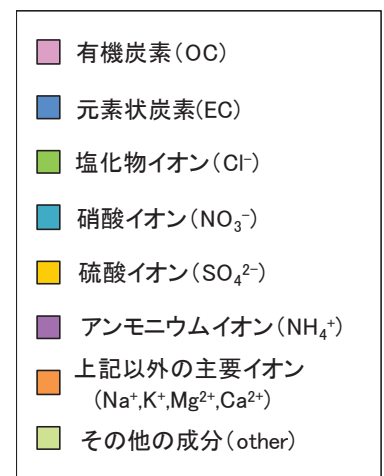 有機炭素(OC)
元素状炭素(EC)
塩化物イオン(Cl⁻)
硝酸イオン(NO₃⁻)
硫酸イオン(SO₄²⁻)
アンモニウムイオン(NH₄⁺)
上記以外の主要イオン
(Na⁺,K⁺,Mg²⁺,Ca²⁺)
その他の成分(other)